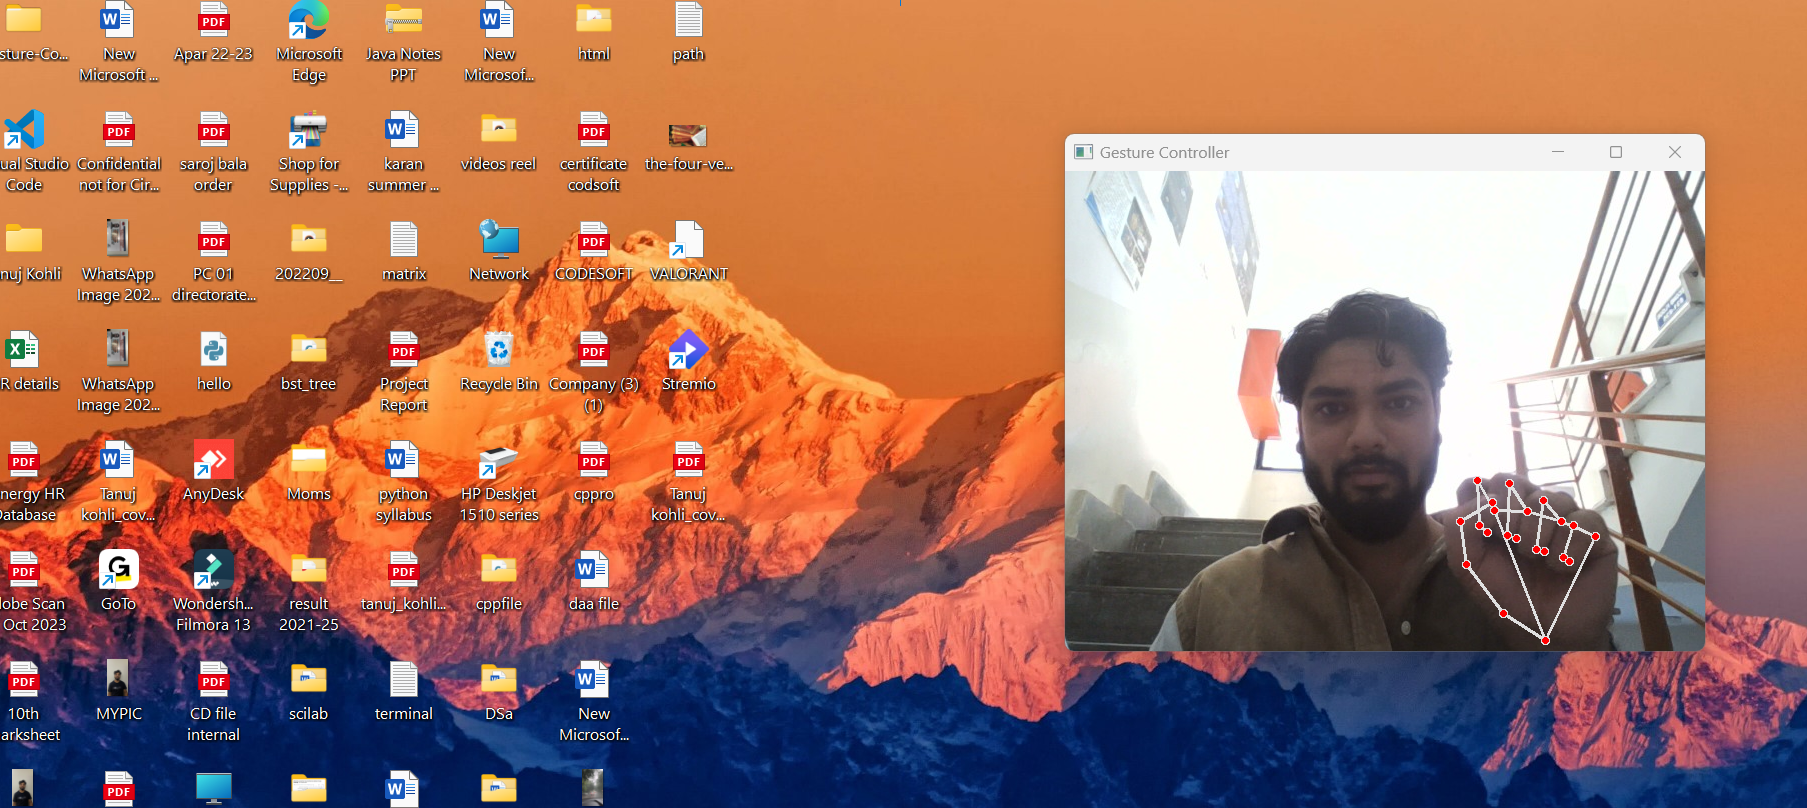 sture-Co...
New
Microsoft ...
Apar 22-23
Microsoft
Edge
Java Notes
PPT
New
Microsof...
html
path
ual Studio
Code
Confidential
not for Cir...
saroj bala
order
Shop for
Supplies -...
karan
summer ...
videos reel
certificate
codsoft
the-four-ve...
Gesture Controller
nuj Kohli
WhatsApp
Image 202...
PC 01
directorate...
202209__
matrix
Network
CODESOFT
VALORANT
R details
WhatsApp
Image 202...
hello
bst_tree
Project
Report
Recycle Bin
Company (3)
(1)
Stremio
nergy HR
Database
Tanuj
kohli_cov...
AnyDesk
Moms
python
syllabus
HP Deskjet
1510 series
cppro
Tanuj
kohli_cov...
lobe Scan
Oct 2023
GoTo
Wondersh...
Filmora 13
result
2021-25
tanuj_kohli...
cppfile
daa file
10th
arksheet
MYPIC
CD file
internal
scilab
terminal
DSa
New
Microsof...